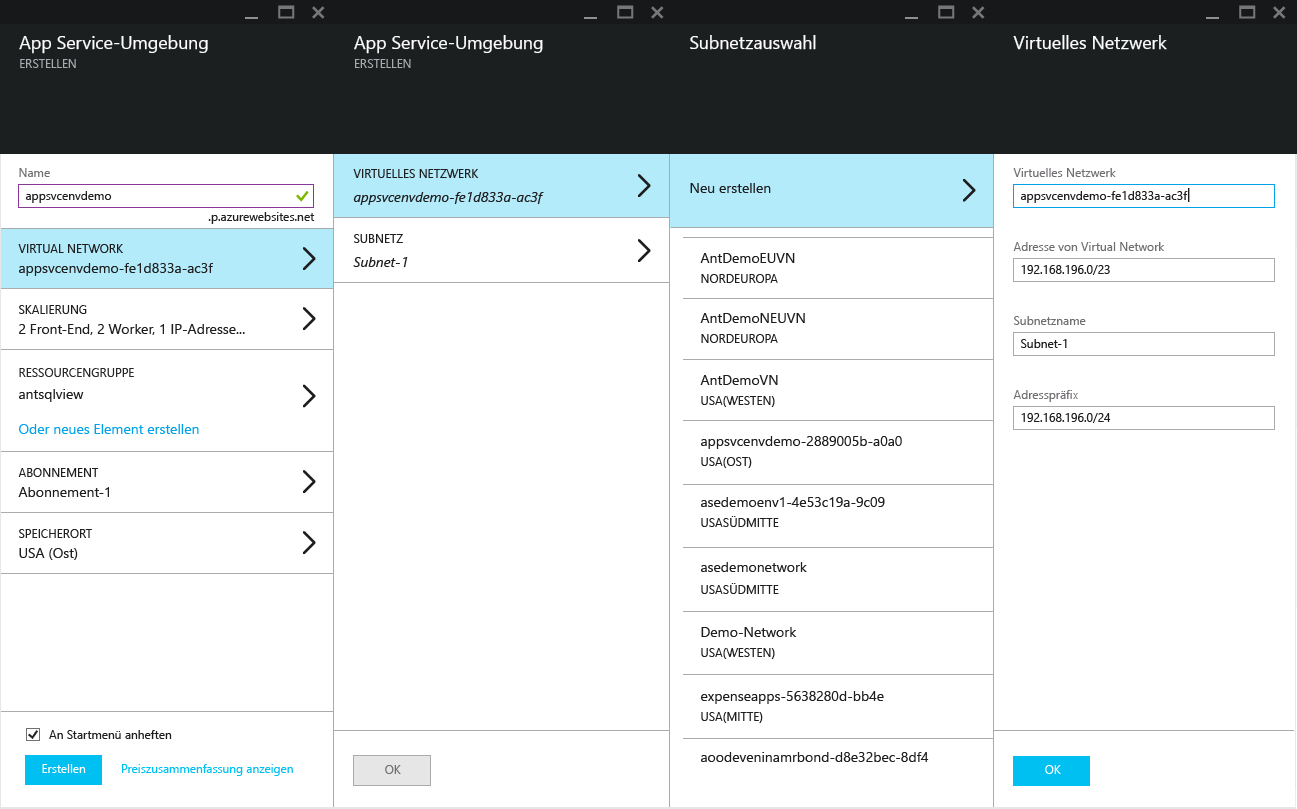 App Service-Umgebung
ERSTELLEN
Name
appsvcenvdemo
.p.azurewebsites.net
VIRTUAL NETWORK
appsvcenvdemo-fe1d833a-ac3f
SKALIERUNG
2 Front-End, 2 Worker, 1 IP-Adresse...
RESSOURCENGRUPPE
antsqlview
Oder neues Element erstellen
ABONNEMENT
Abonnement-1
SPEICHERORT
USA (Ost)
An Startmenü anheften
Erstellen
Preiszusammenfassung anzeigen
App Service-Umgebung
ERSTELLEN
VIRTUELLES NETZWERK
appsvcenvdemo-fe1d833a-ac3f
SUBNETZ
Subnet-1
OK
Subnetzauswahl
Neu erstellen
AntDemoEUVN
NORDEUROPA
AntDemoNEUVN
NORDEUROPA
AntDemoVN
USA(WESTEN)
appsvcenvdemo-2889005b-a0a0
USA(OST)
asedemoenv1-4e53c19a-9c09
USASÜDMITTE
asedemonetwork
USASÜDMITTE
Demo-Network
USA(WESTEN)
expenseapps-5638280d-bb4e
USA(MITTE)
aoodeveninamrbond-d8e32bec-8df4
Virtuelles Netzwerk
Virtuelles Netzwerk
appsvcenvdemo-fe1d833a-ac3f
Adresse von Virtual Network
192.168.196.0/23
Subnetzname
Subnet-1
Adresspräfix
192.168.196.0/24
OK